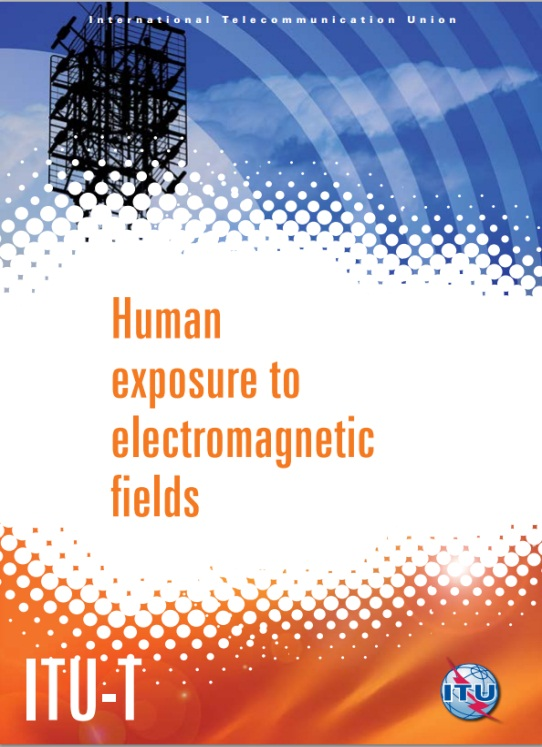 International Telecommunication Union
Human
exposure to
electromagnetic
fields
ITU-T
ITU